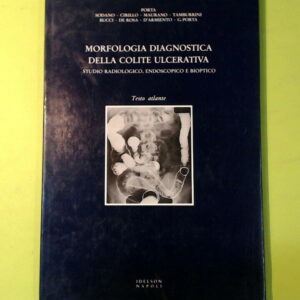 PORTA
SODANO - CIRILLO - MAURANO - TAMBURRINI
BUCCI - DE ROSA - D'ARMIENTO - G.PORTA
MORFOLOGIA DIAGNOSTICA
DELLA COLITE ULCERATIVA
STUDIO RADIOLOGICO, ENDOSCOPICO E BIOPTICO
Testo atlante
IDELSON
NAPOLI